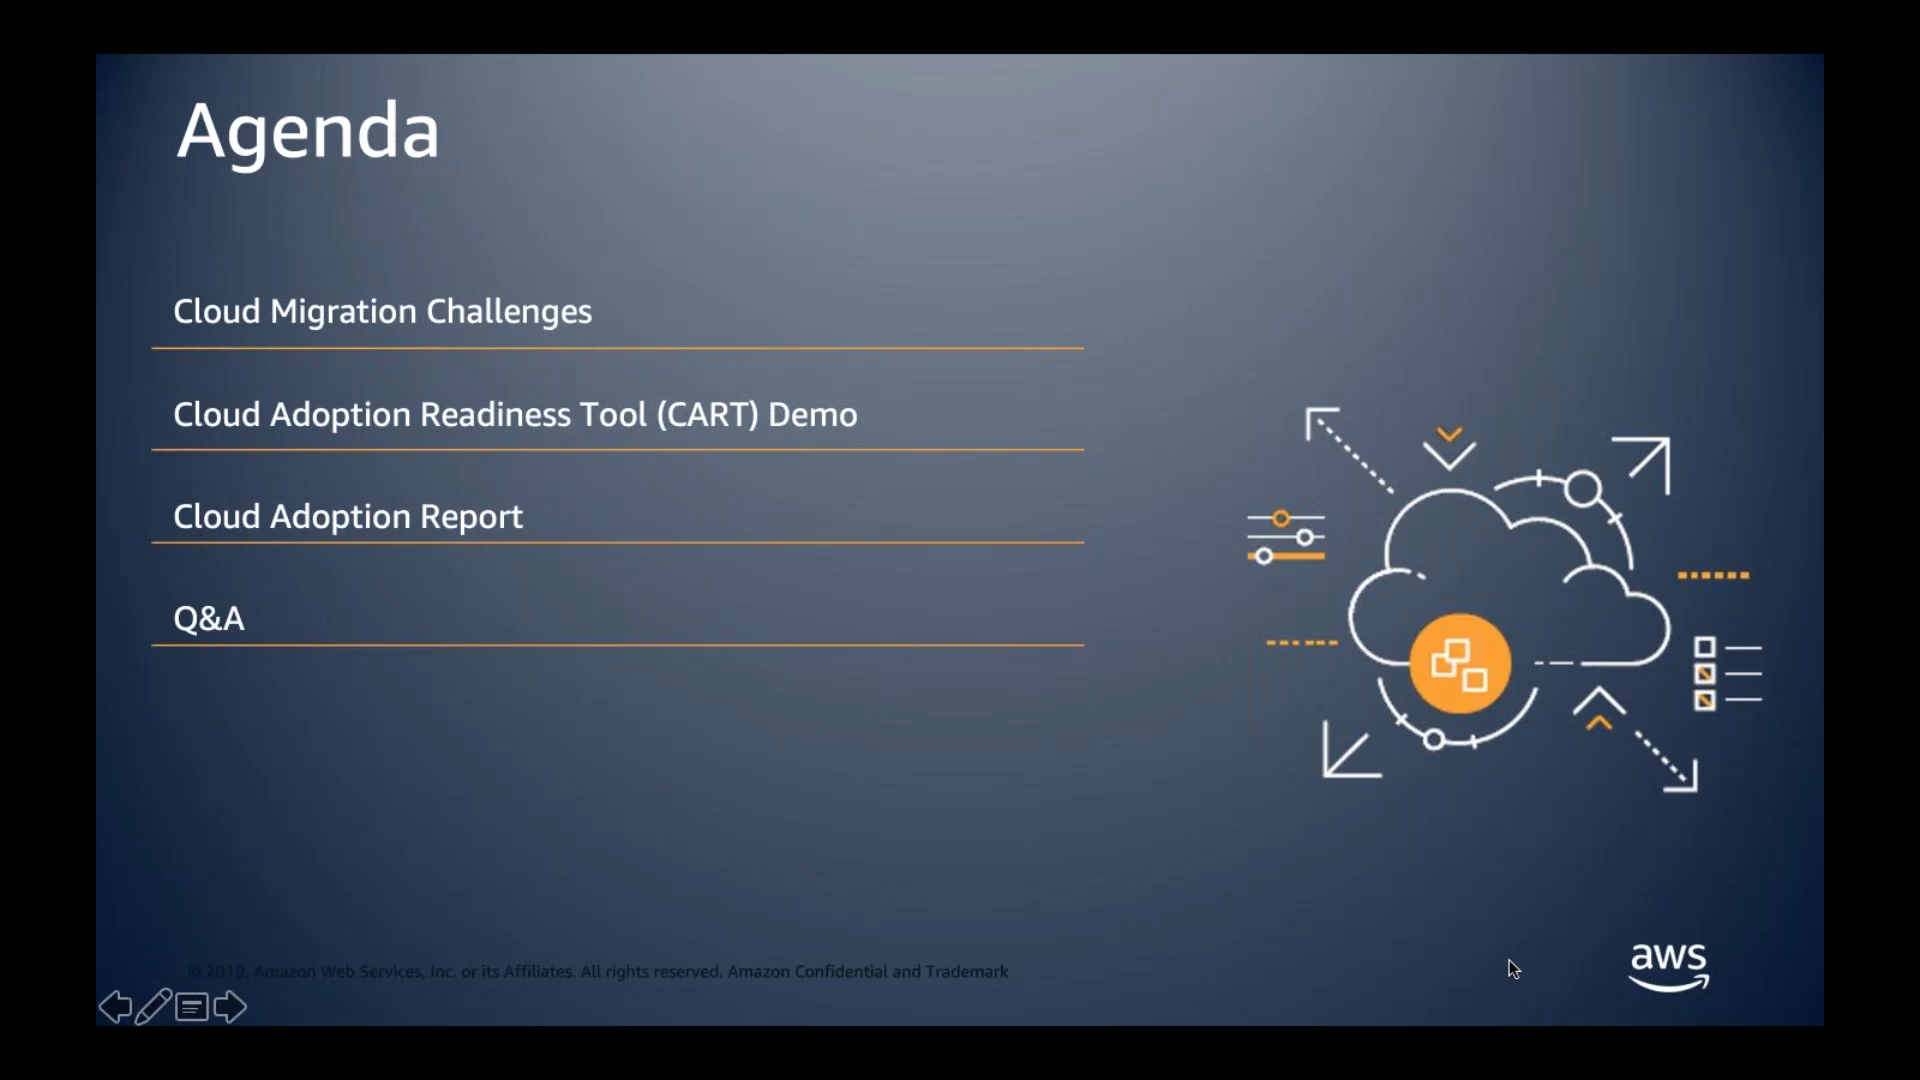 Agenda
Cloud Migration Challenges
Cloud Adoption Readiness Tool (CART) Demo
Cloud Adoption Report
Q&A
© 2019, Amazon Web Services, Inc. or its Affiliates. All rights reserved. Amazon Confidential and Trademark
aws